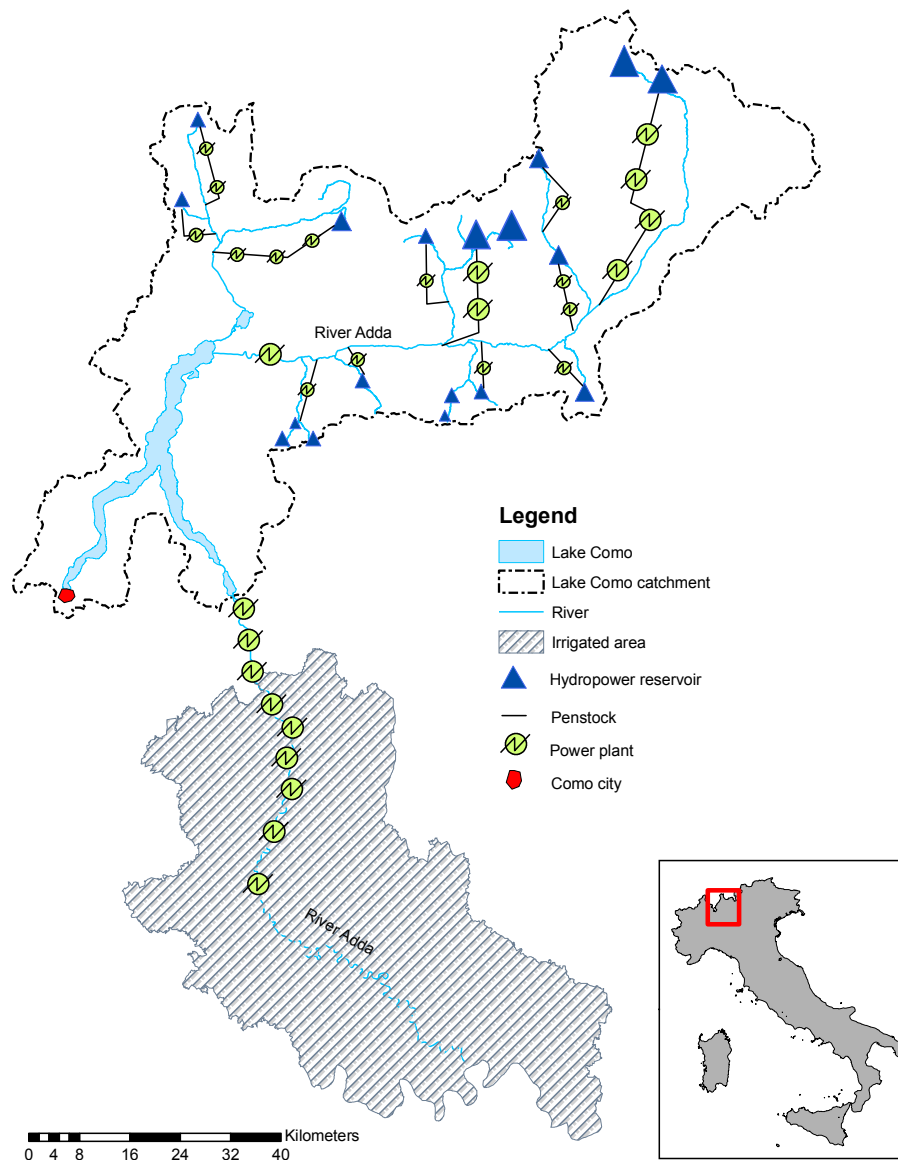 River Adda
Legend
Lake Como
Lake Como catchment
River
Irrigated area
Hydropower reservoir
Penstock
Power plant
Como city
River Adda
Kilometers
0 4 8 16 24 32 40